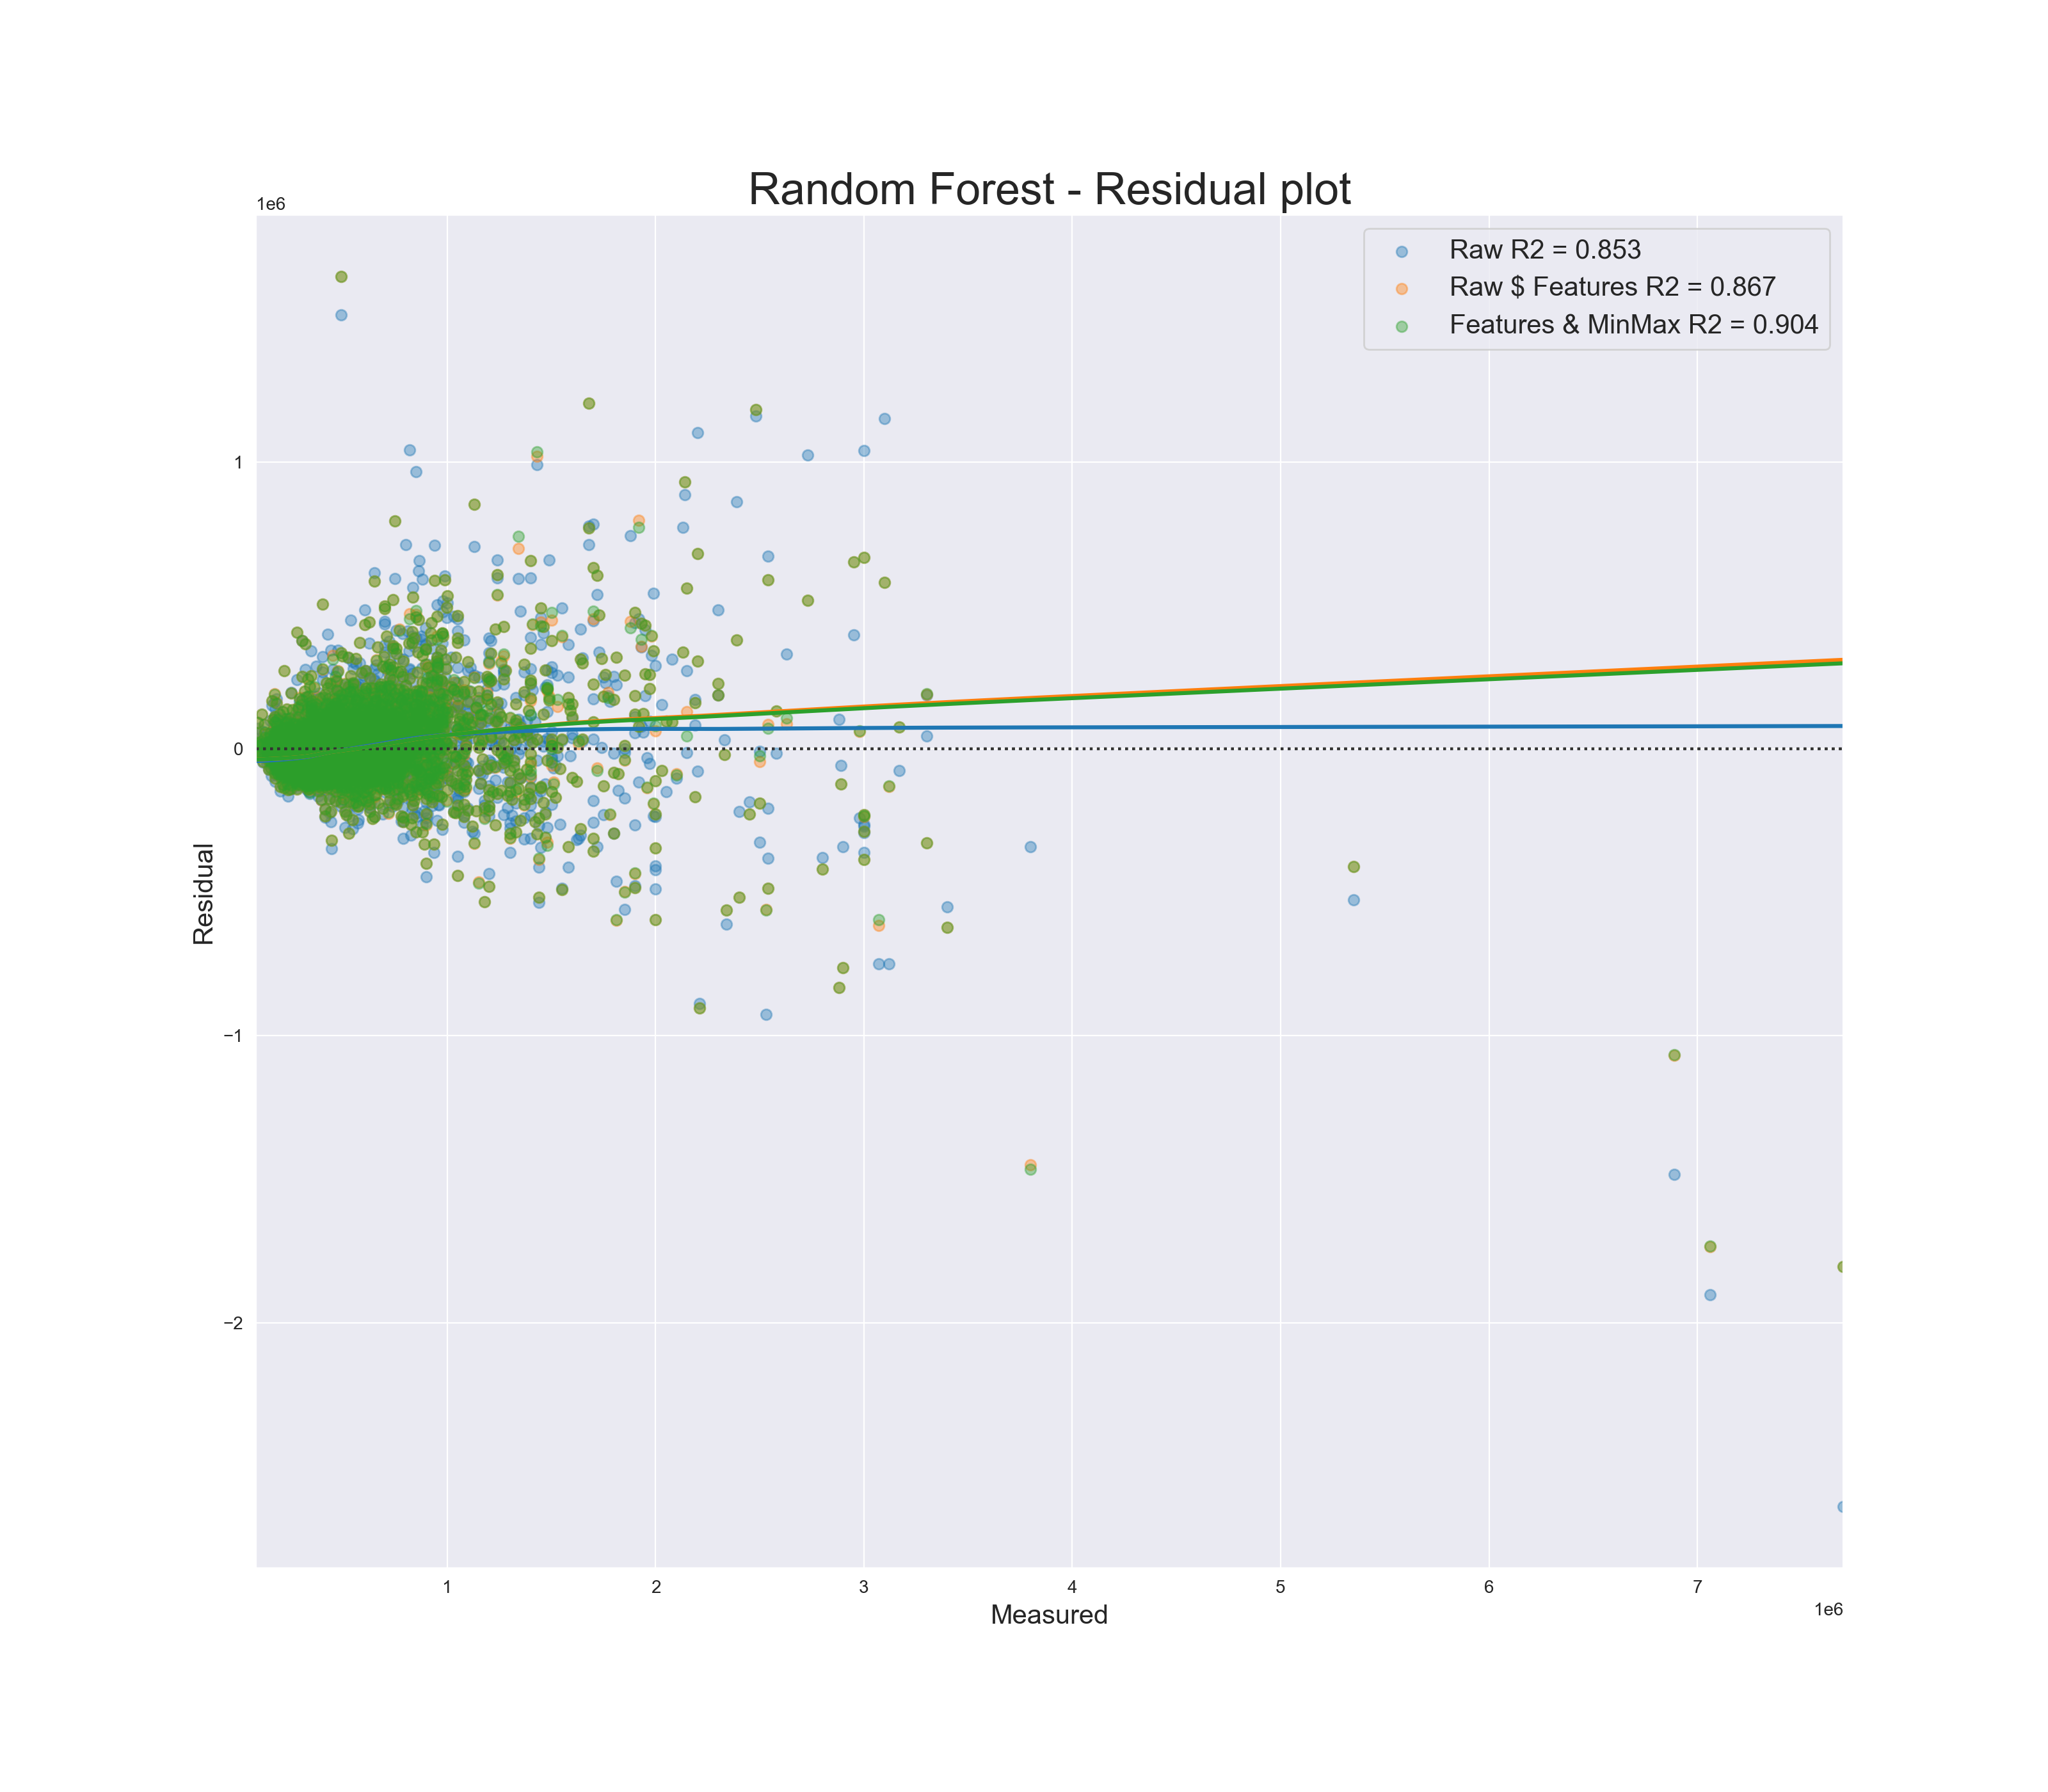 Random Forest - Residual plot
1e6
Raw R2 = 0.853
Raw $ Features R2 = 0.867
Features & MinMax R2 = 0.904
1
0
−1
−2
Residual
1 2 3 4 5 6 7
1e6
Measured